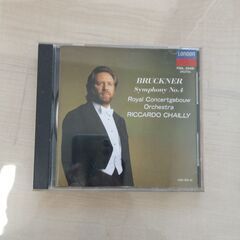 LONDON
BRUCKNER
Symphony No.4
Royal Concertgebouw
Orchestra
RICCARDO CHAILLY